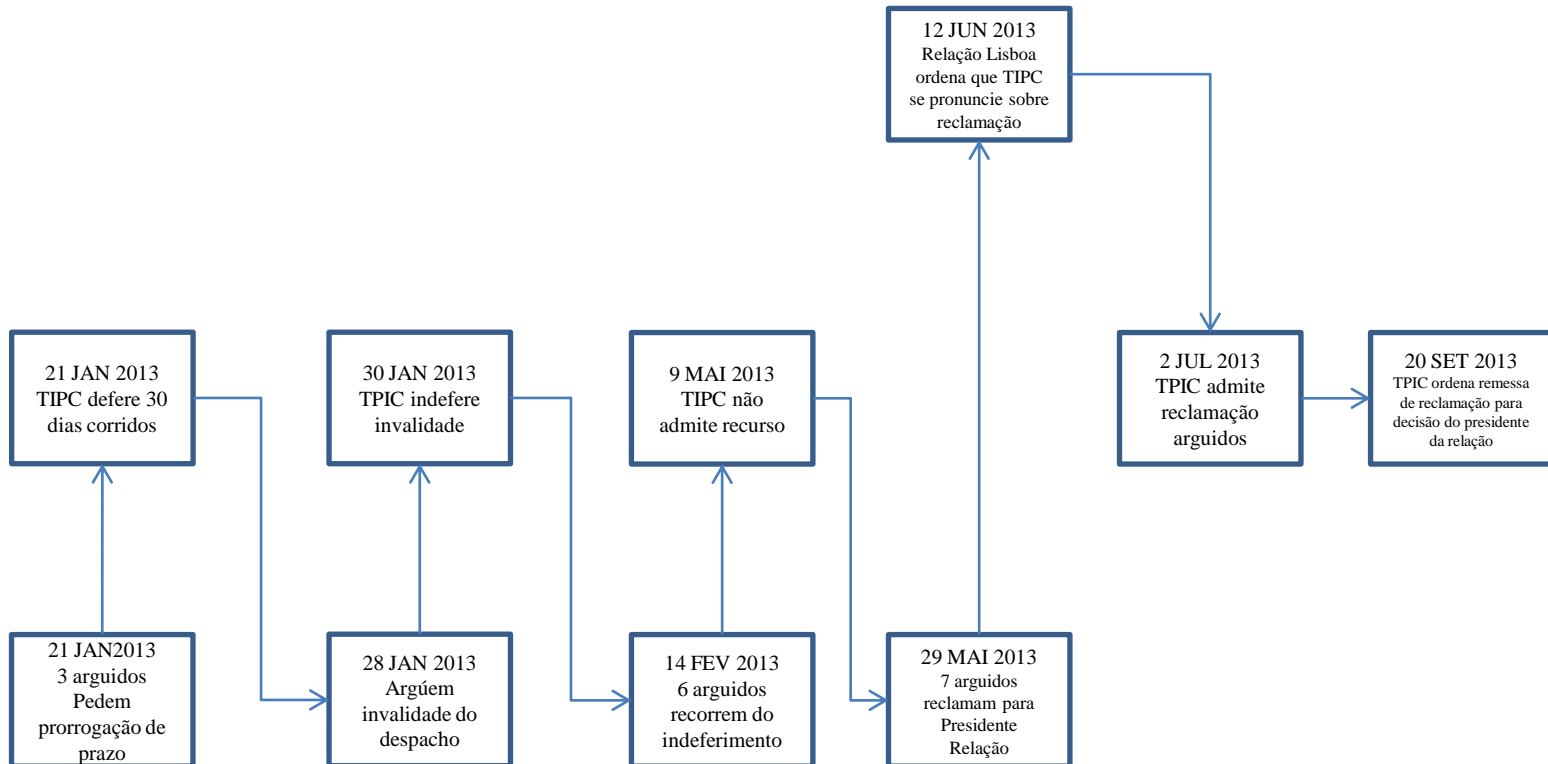 12 JUN 2013
Relação Lisboa
ordena que TIPC
se pronuncie sobre
reclamação
21 JAN 2013
TIPC defere 30
dias corridos
30 JAN 2013
TPIC indefere
invalidade
9 MAI 2013
TIPC não
admite recurso
2 JUL 2013
TPIC admite
reclamação
arguidos
20 SET 2013
TPIC ordena remessa
de reclamação para
decisão do presidente
da relação
21 JAN2013
3 arguidos
Pedem
prorrogação de
prazo
28 JAN 2013
Argúem
invalidade do
despacho
14 FEV 2013
6 arguidos
recorrem do
indeferimento
29 MAI 2013
7 arguidos
reclamam para
Presidente
Relação